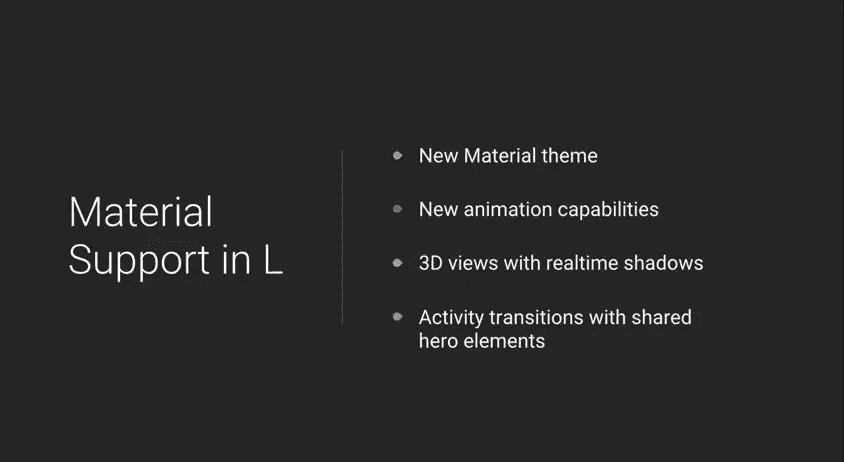 Material
Support in L
New Material theme
New animation capabilities
3D views with realtime shadows
Activity transitions with shared
hero elements